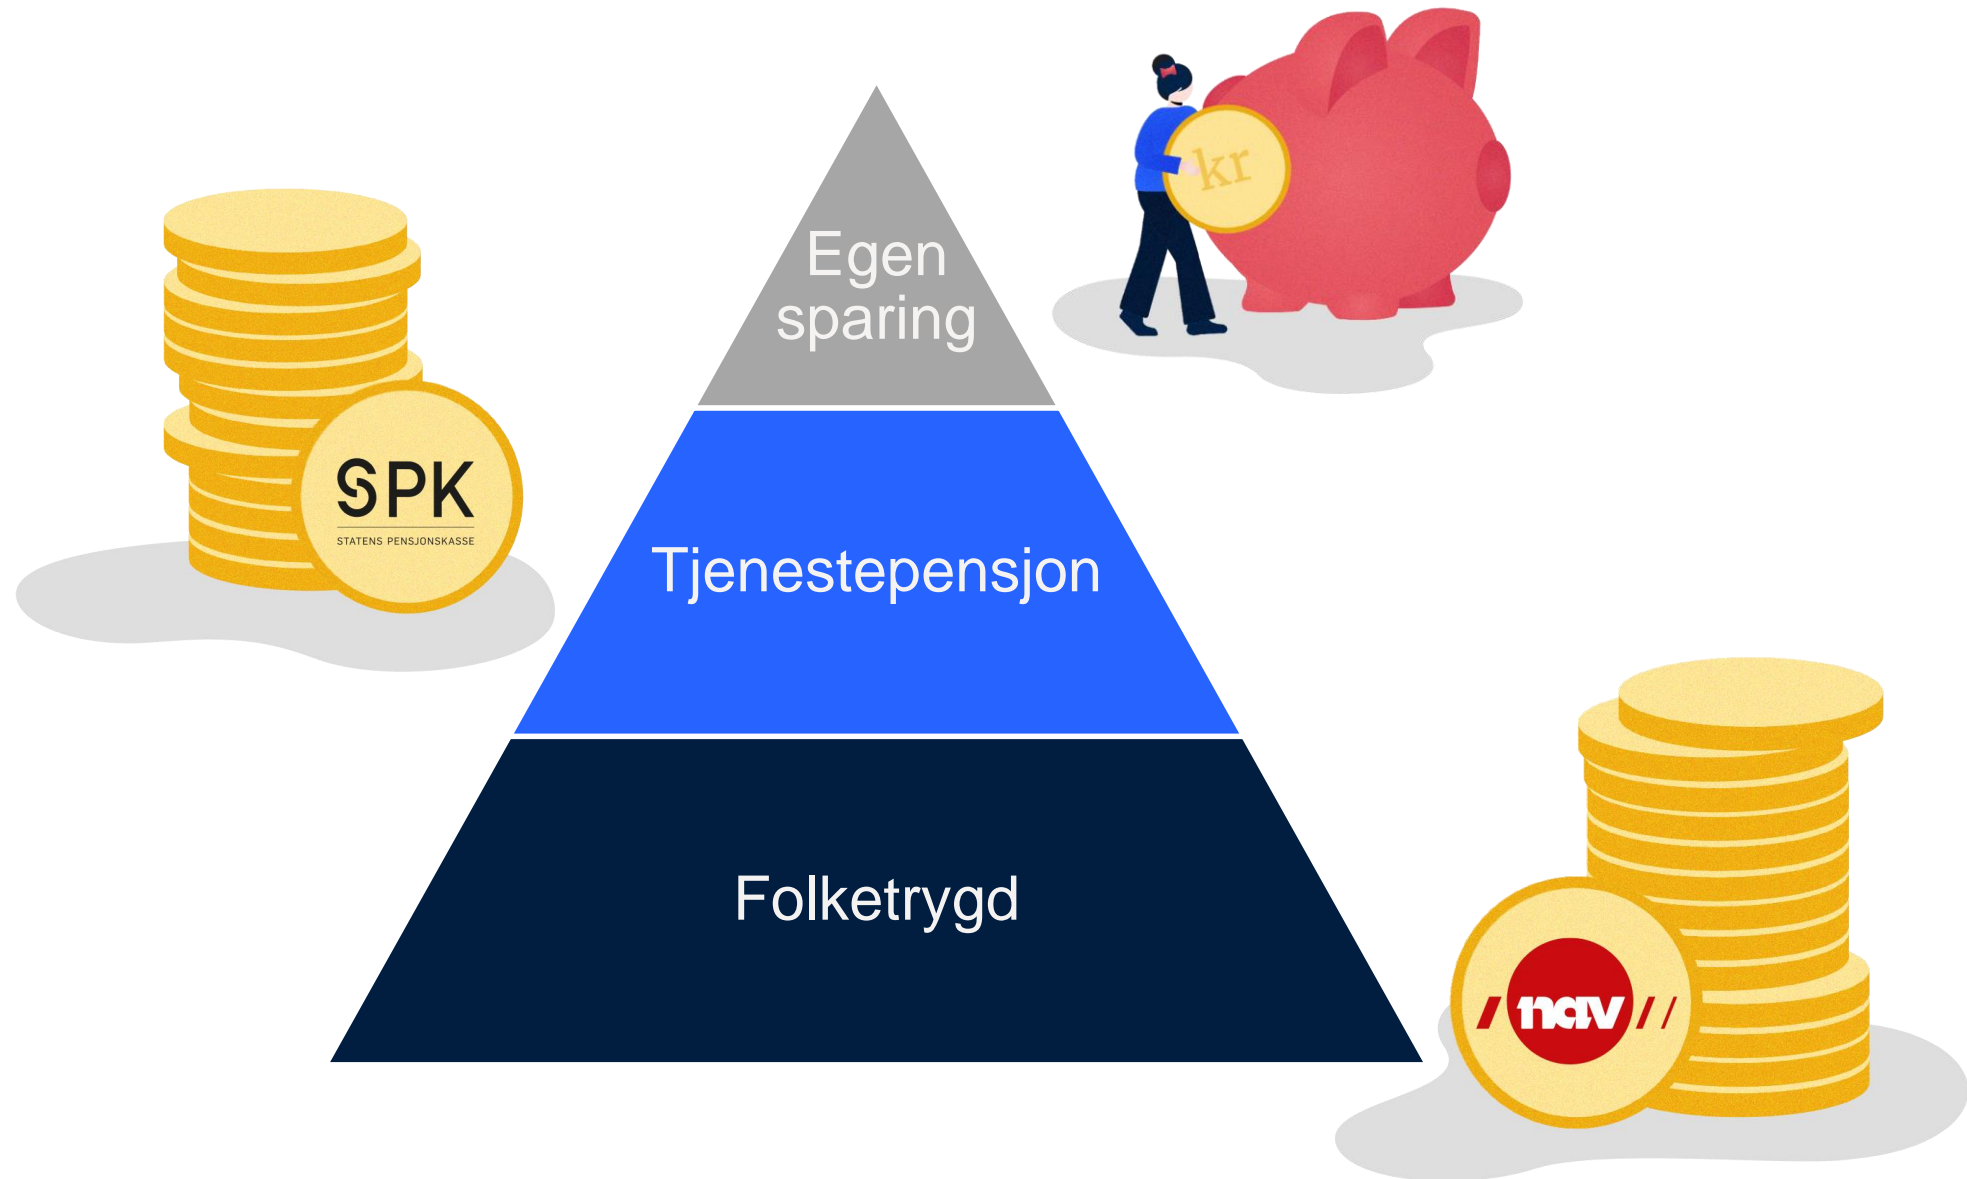 kr
Egen
sparing
SPK
STATENS PENSJONSKASSE
Tjenestepensjon
Folketrygd
/ nav //